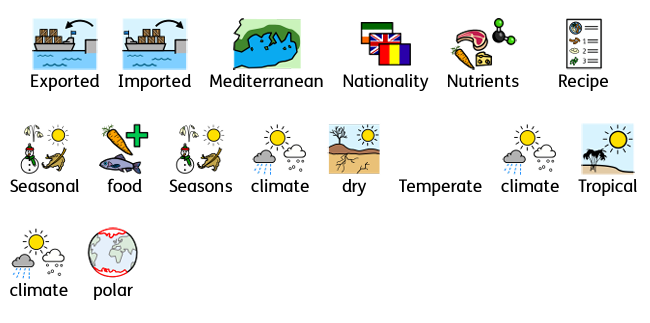 Exported Imported Mediterranean Nationality Nutrients Recipe
Seasonal food Seasons climate dry Temperate climate Tropical
climate polar